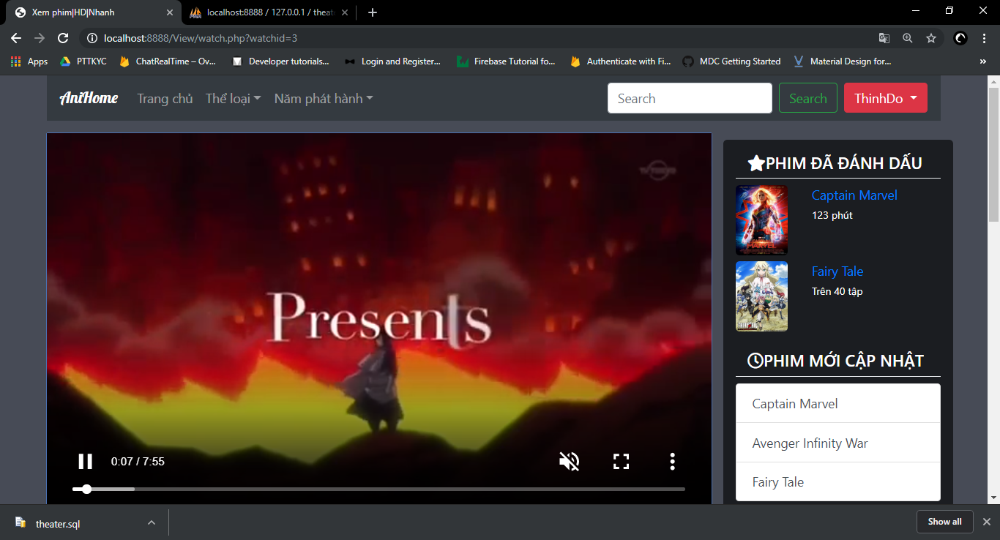 Xem phim|HD|Nhanh
localhost:8888 / 127.0.0.1 / theat
localhost:8888/View/watch.php?watchid=3
Apps
PTTKYC
ChatRealTime – Ov...
Developer tutorials...
Login and Register...
Firebase Tutorial fo...
Authenticate with Fi...
MDC Getting Started
Material Design for...
»
AniHome
Trang chủ
Thể loại
Năm phát hành
Search
Search
ThinhDo
Presents
0:07 / 7:55
PHIM ĐÃ ĐÁNH DẤU
Captain Marvel
123 phút
Fairy Tale
Trên 40 tập
PHIM MỚI CẬP NHẬT
Captain Marvel
Avenger Infinity War
Fairy Tale
theater.sql
Show all